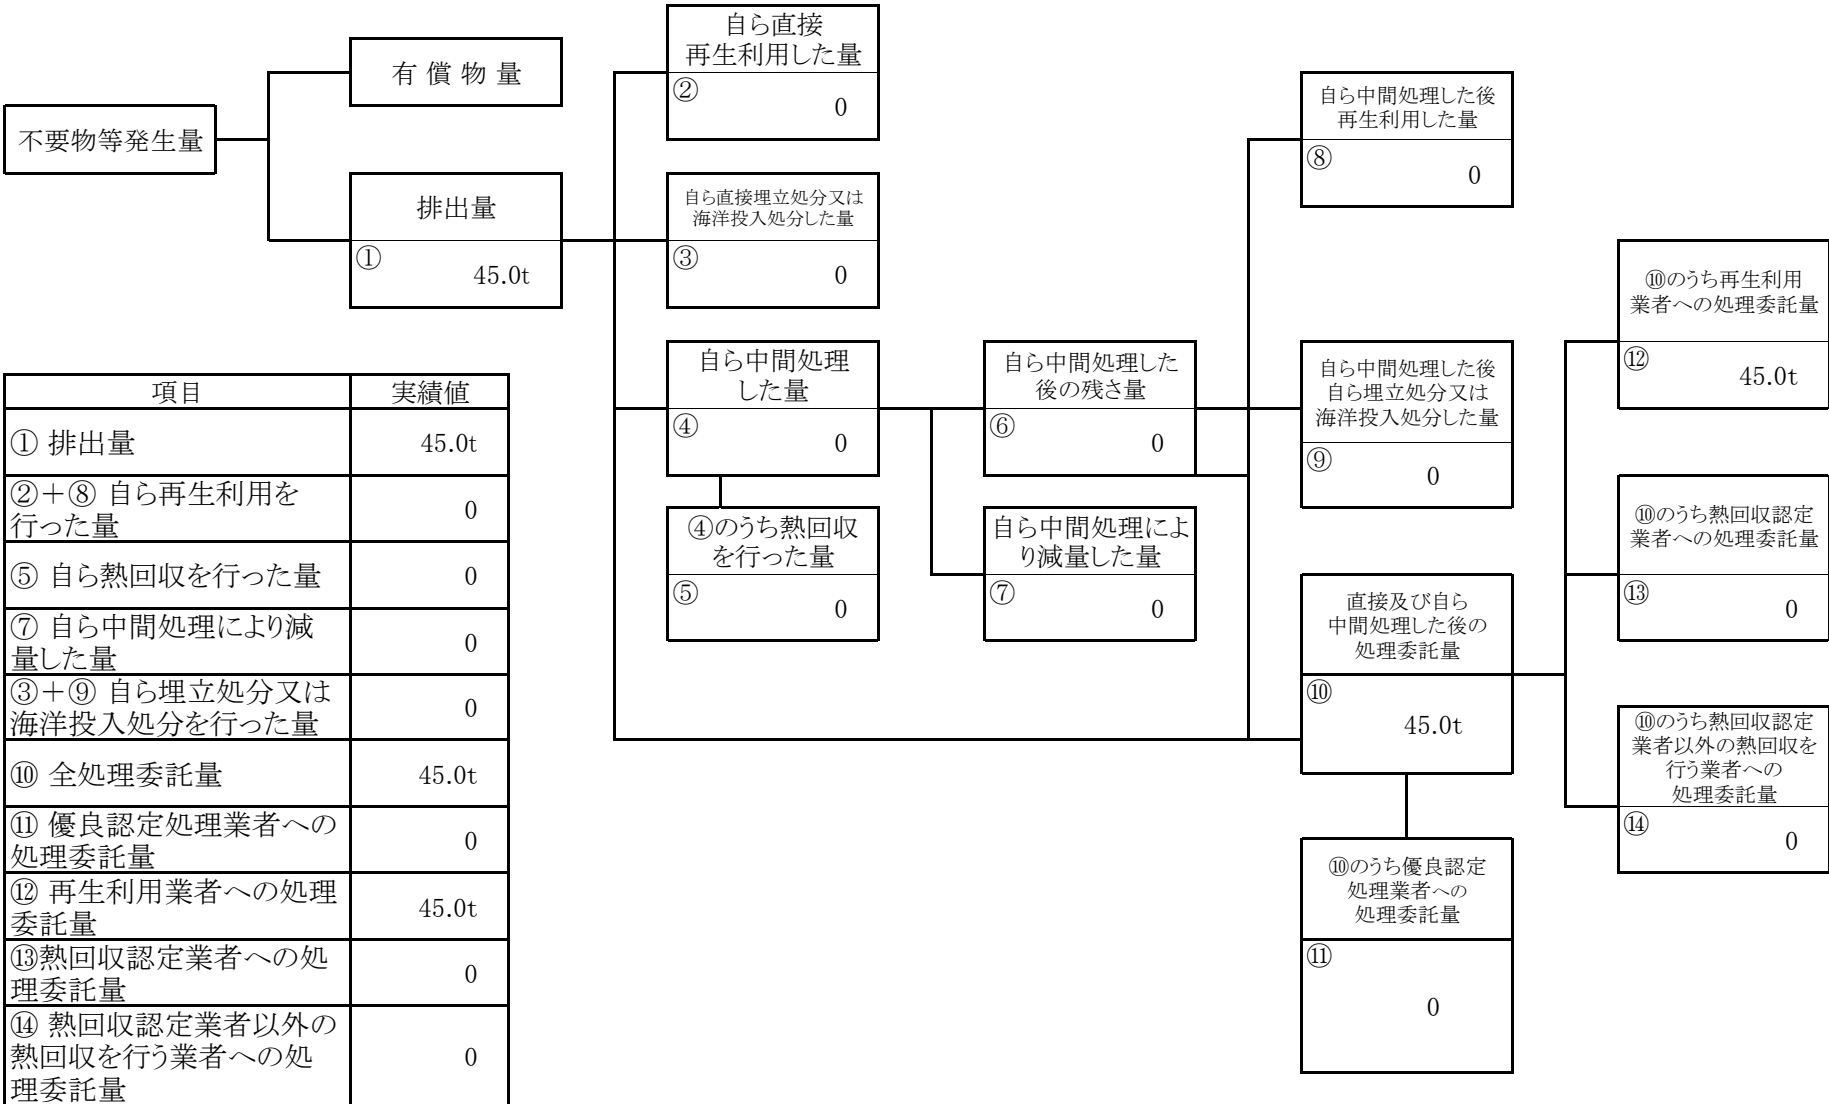 不要物等発生量
有償物量
排出量
①
45.0t
自ら直接
再生利用した量
②
0
自ら直接埋立処分又は
海洋投入処分した量
③
0
自ら中間処理
した量
④
0
④のうち熱回収
を行った量
⑤
0
自ら中間処理した
後の残さ量
⑥
0
自ら中間処理によ
り減量した量
⑦
0
自ら中間処理した後
再生利用した量
⑧
0
自ら中間処理した後
自ら埋立処分又は
海洋投入処分した量
⑨
0
直接及び自ら
中間処理した後の
処理委託量
⑩
45.0t
⑩のうち優良認定
処理業者への
処理委託量
⑪
0
⑩のうち再生利用
業者への処理委託量
⑫
45.0t
⑩のうち熱回収認定
業者への処理委託量
⑬
0
⑩のうち熱回収認定
業者以外の熱回収を
行う業者への
処理委託量
⑭
0
項目 実績値
① 排出量 45.0t
②＋⑧ 自ら再生利用を
行った量 0
⑤ 自ら熱回収を行った量 0
⑦ 自ら中間処理により減
量した量 0
③＋⑨ 自ら埋立処分又は
海洋投入処分を行った量 0
⑩ 全処理委託量 45.0t
⑪ 優良認定処理業者への
処理委託量 0
⑫ 再生利用業者への処理
委託量 45.0t
⑬熱回収認定業者への処
理委託量 0
⑭ 熱回収認定業者以外の
熱回収を行う業者への処 0
理委託量